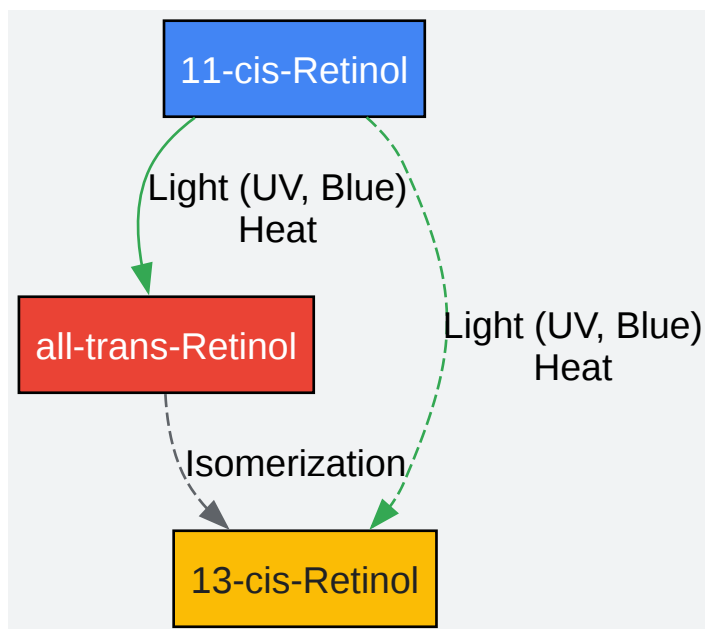 11-cis-Retinol
Light (UV, Blue)
Heat
all-trans-Retinol
Light (UV, Blue)
Heat
Isomerization
13-cis-Retinol